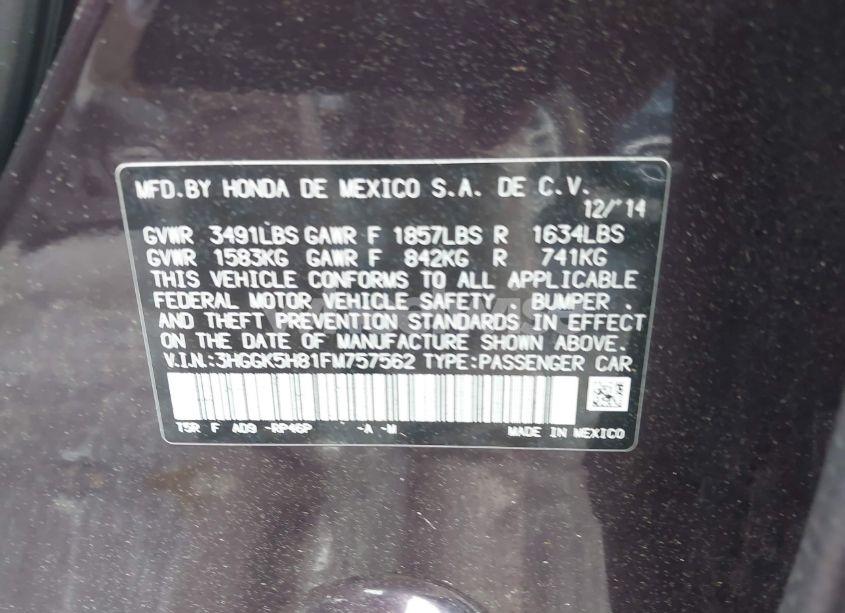 MFD.BY HONDA DE MEXICO S.A. DE C.V.
12/'14
GVWR 3491LBS GAWR F 1857LBS R 1634LBS
GVWR 1583KG GAWR F 842KG R 741KG
THIS VEHICLE CONFORMS TO ALL APPLICABLE
FEDERAL MOTOR VEHICLE SAFETY , BUMPER ,
AND THEFT PREVENTION STANDARDS IN EFFECT
ON THE DATE OF MANUFACTURE SHOWN ABOVE.
V.I.N.:3HGGK5H81FM757562 TYPE:PASSENGER CAR
T5R F AD9 -RP46P -A -M
MADE IN MEXICO